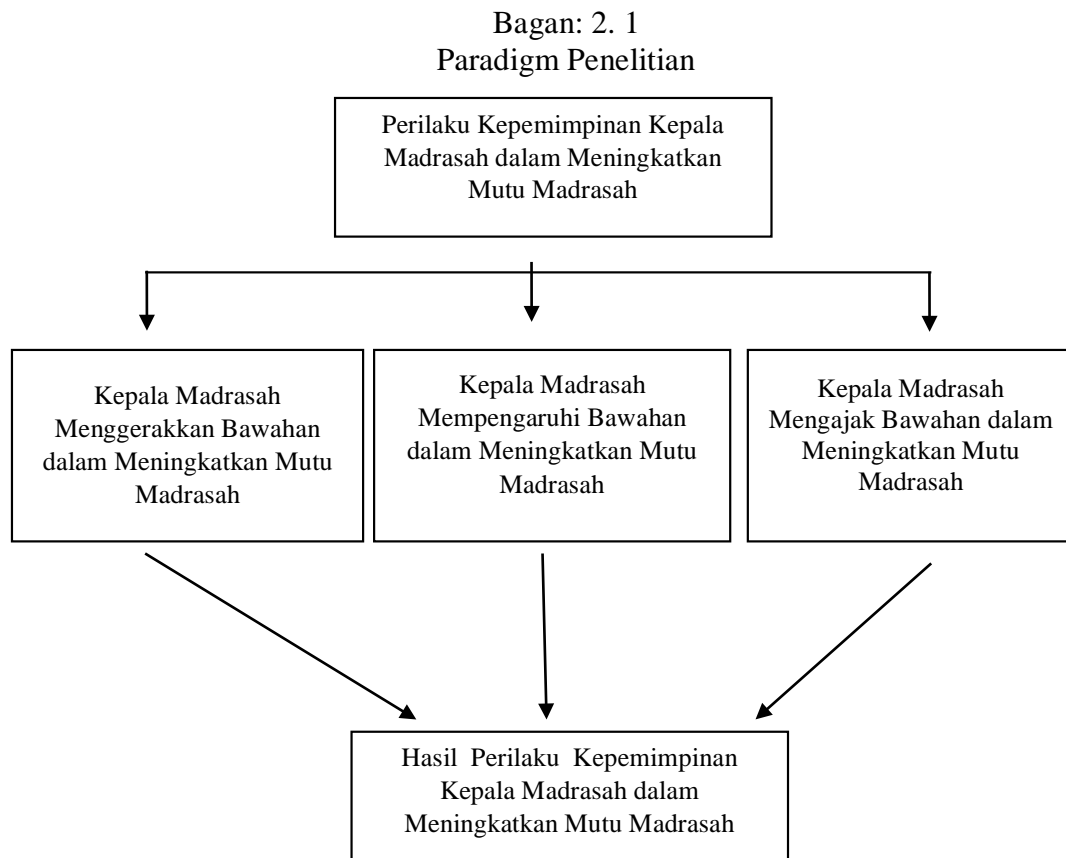 Bagan: 2. 1
Paradigm Penelitian
Perilaku Kepemimpinan Kepala
Madrasah dalam Meningkatkan
Mutu Madrasah
Kepala Madrasah
Menggerakkan Bawahan
dalam Meningkatkan Mutu
Madrasah
Kepala Madrasah
Mempengaruhi Bawahan
dalam Meningkatkan Mutu
Madrasah
Kepala Madrasah
Mengajak Bawahan dalam
Meningkatkan Mutu
Madrasah
Hasil Perilaku Kepemimpinan
Kepala Madrasah dalam
Meningkatkan Mutu Madrasah